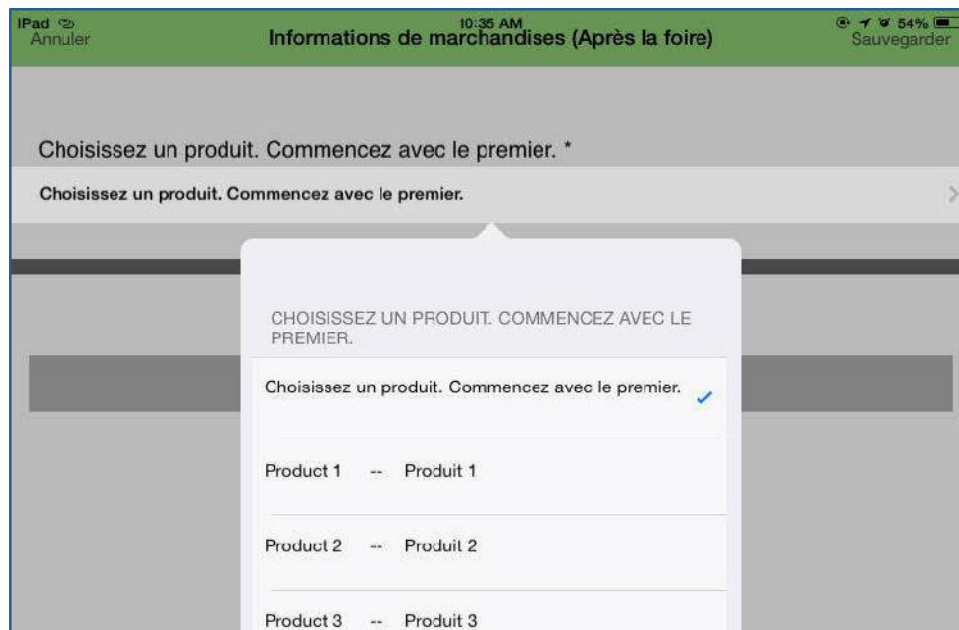 iPad 10:35 AM 54%
Annuler Informations de marchandises (Après la foire) Sauvegarder
Choisissez un produit. Commencez avec le premier. *
Choisissez un produit. Commencez avec le premier.
CHOISISSEZ UN PRODUIT. COMMENCEZ AVEC LE
PREMIER.
Choisissez un produit. Commencez avec le premier.
Product 1 -- Produit 1
Product 2 -- Produit 2
Product 3 -- Produit 3